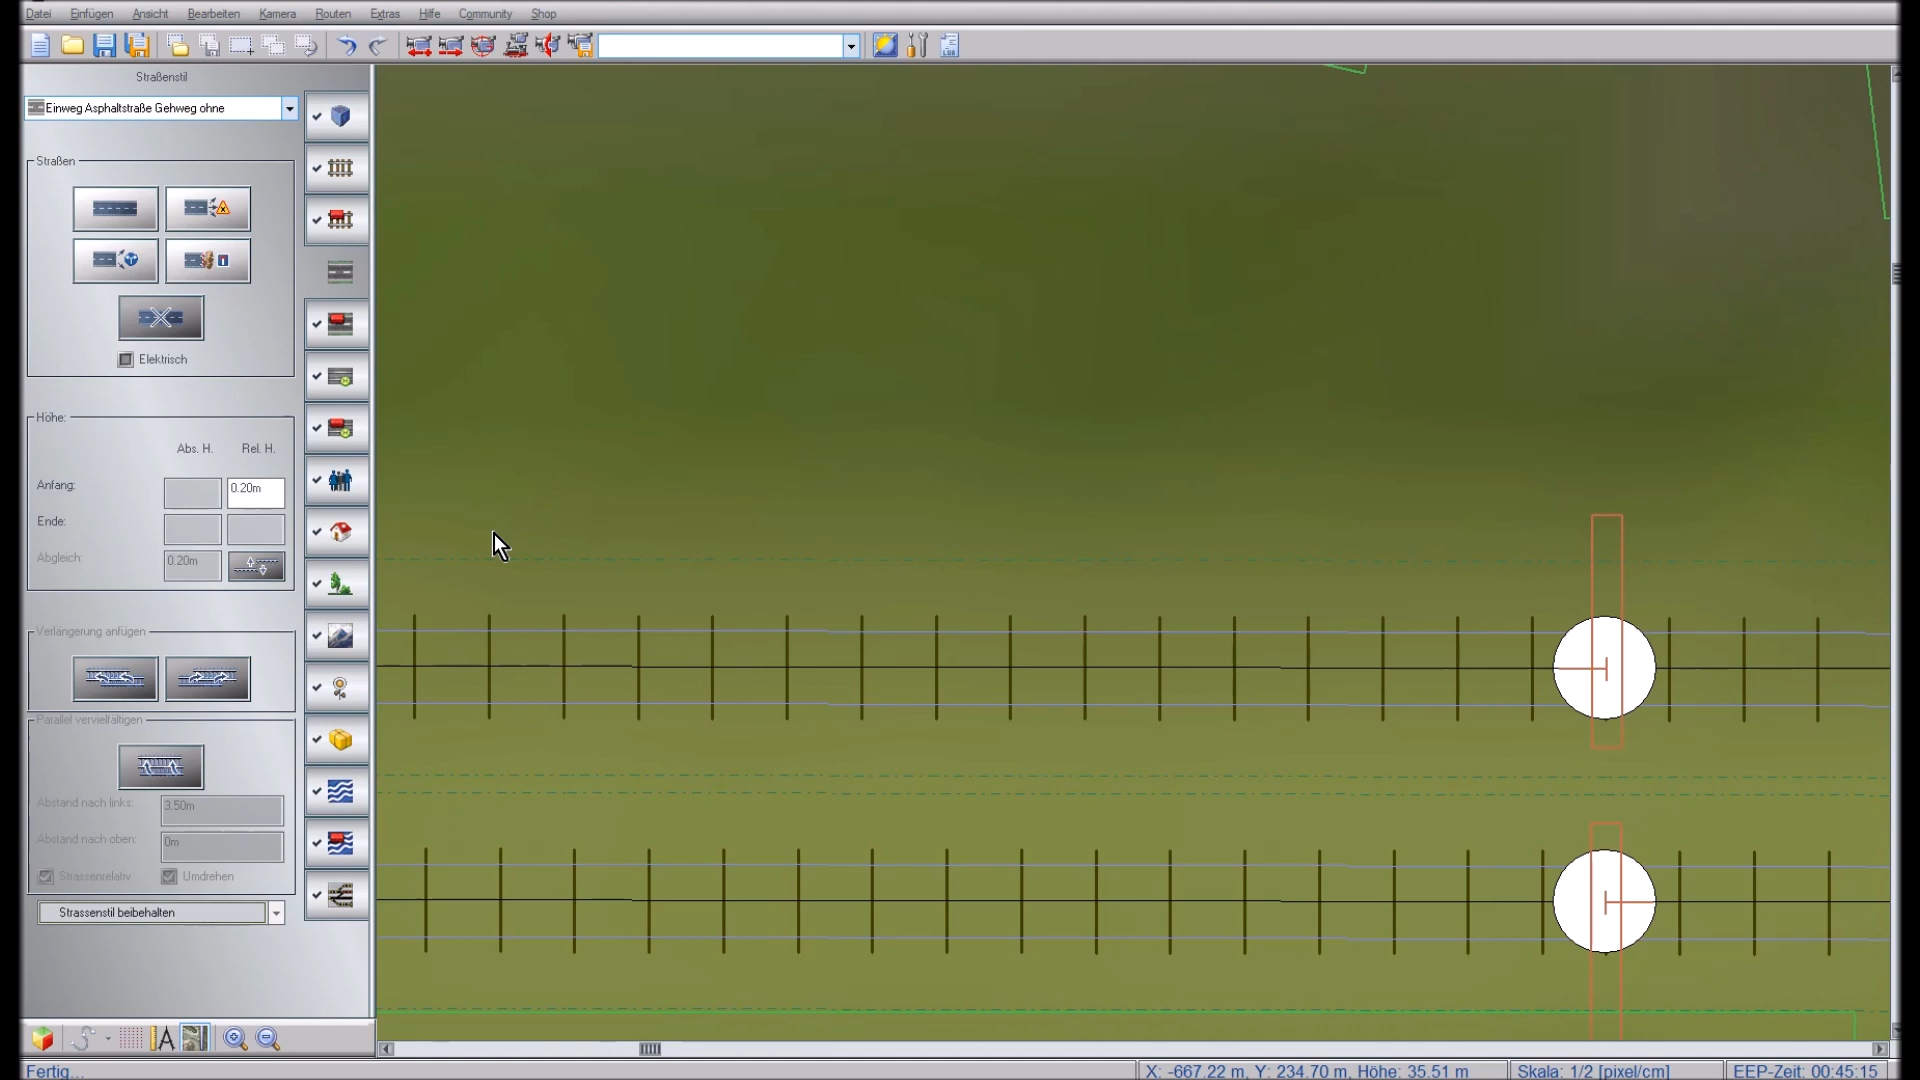 Datei Einfügen Ansicht Bearbeiten Kamera Routen Extras Hilfe Community Shop
Straßenstil
Einweg Asphaltstraße Gehweg ohne
Straßen
Elektrisch
Höhe:
Abs. H. Rel. H.
Anfang: 0.20m
Ende:
Abgleich: 0.20m
Verlängerung anfügen
Parallel vervielfältigen
Abstand nach links: 3.50m
Abstand nach oben: 0m
Strassenrelativ Umdrehen
Strassenstil beibehalten
Fertig... X: -667.22 m, Y: 234.70 m, Höhe: 35.51 m Skala: 1/2 [pixel/cm] EEP-Zeit: 00:45:15